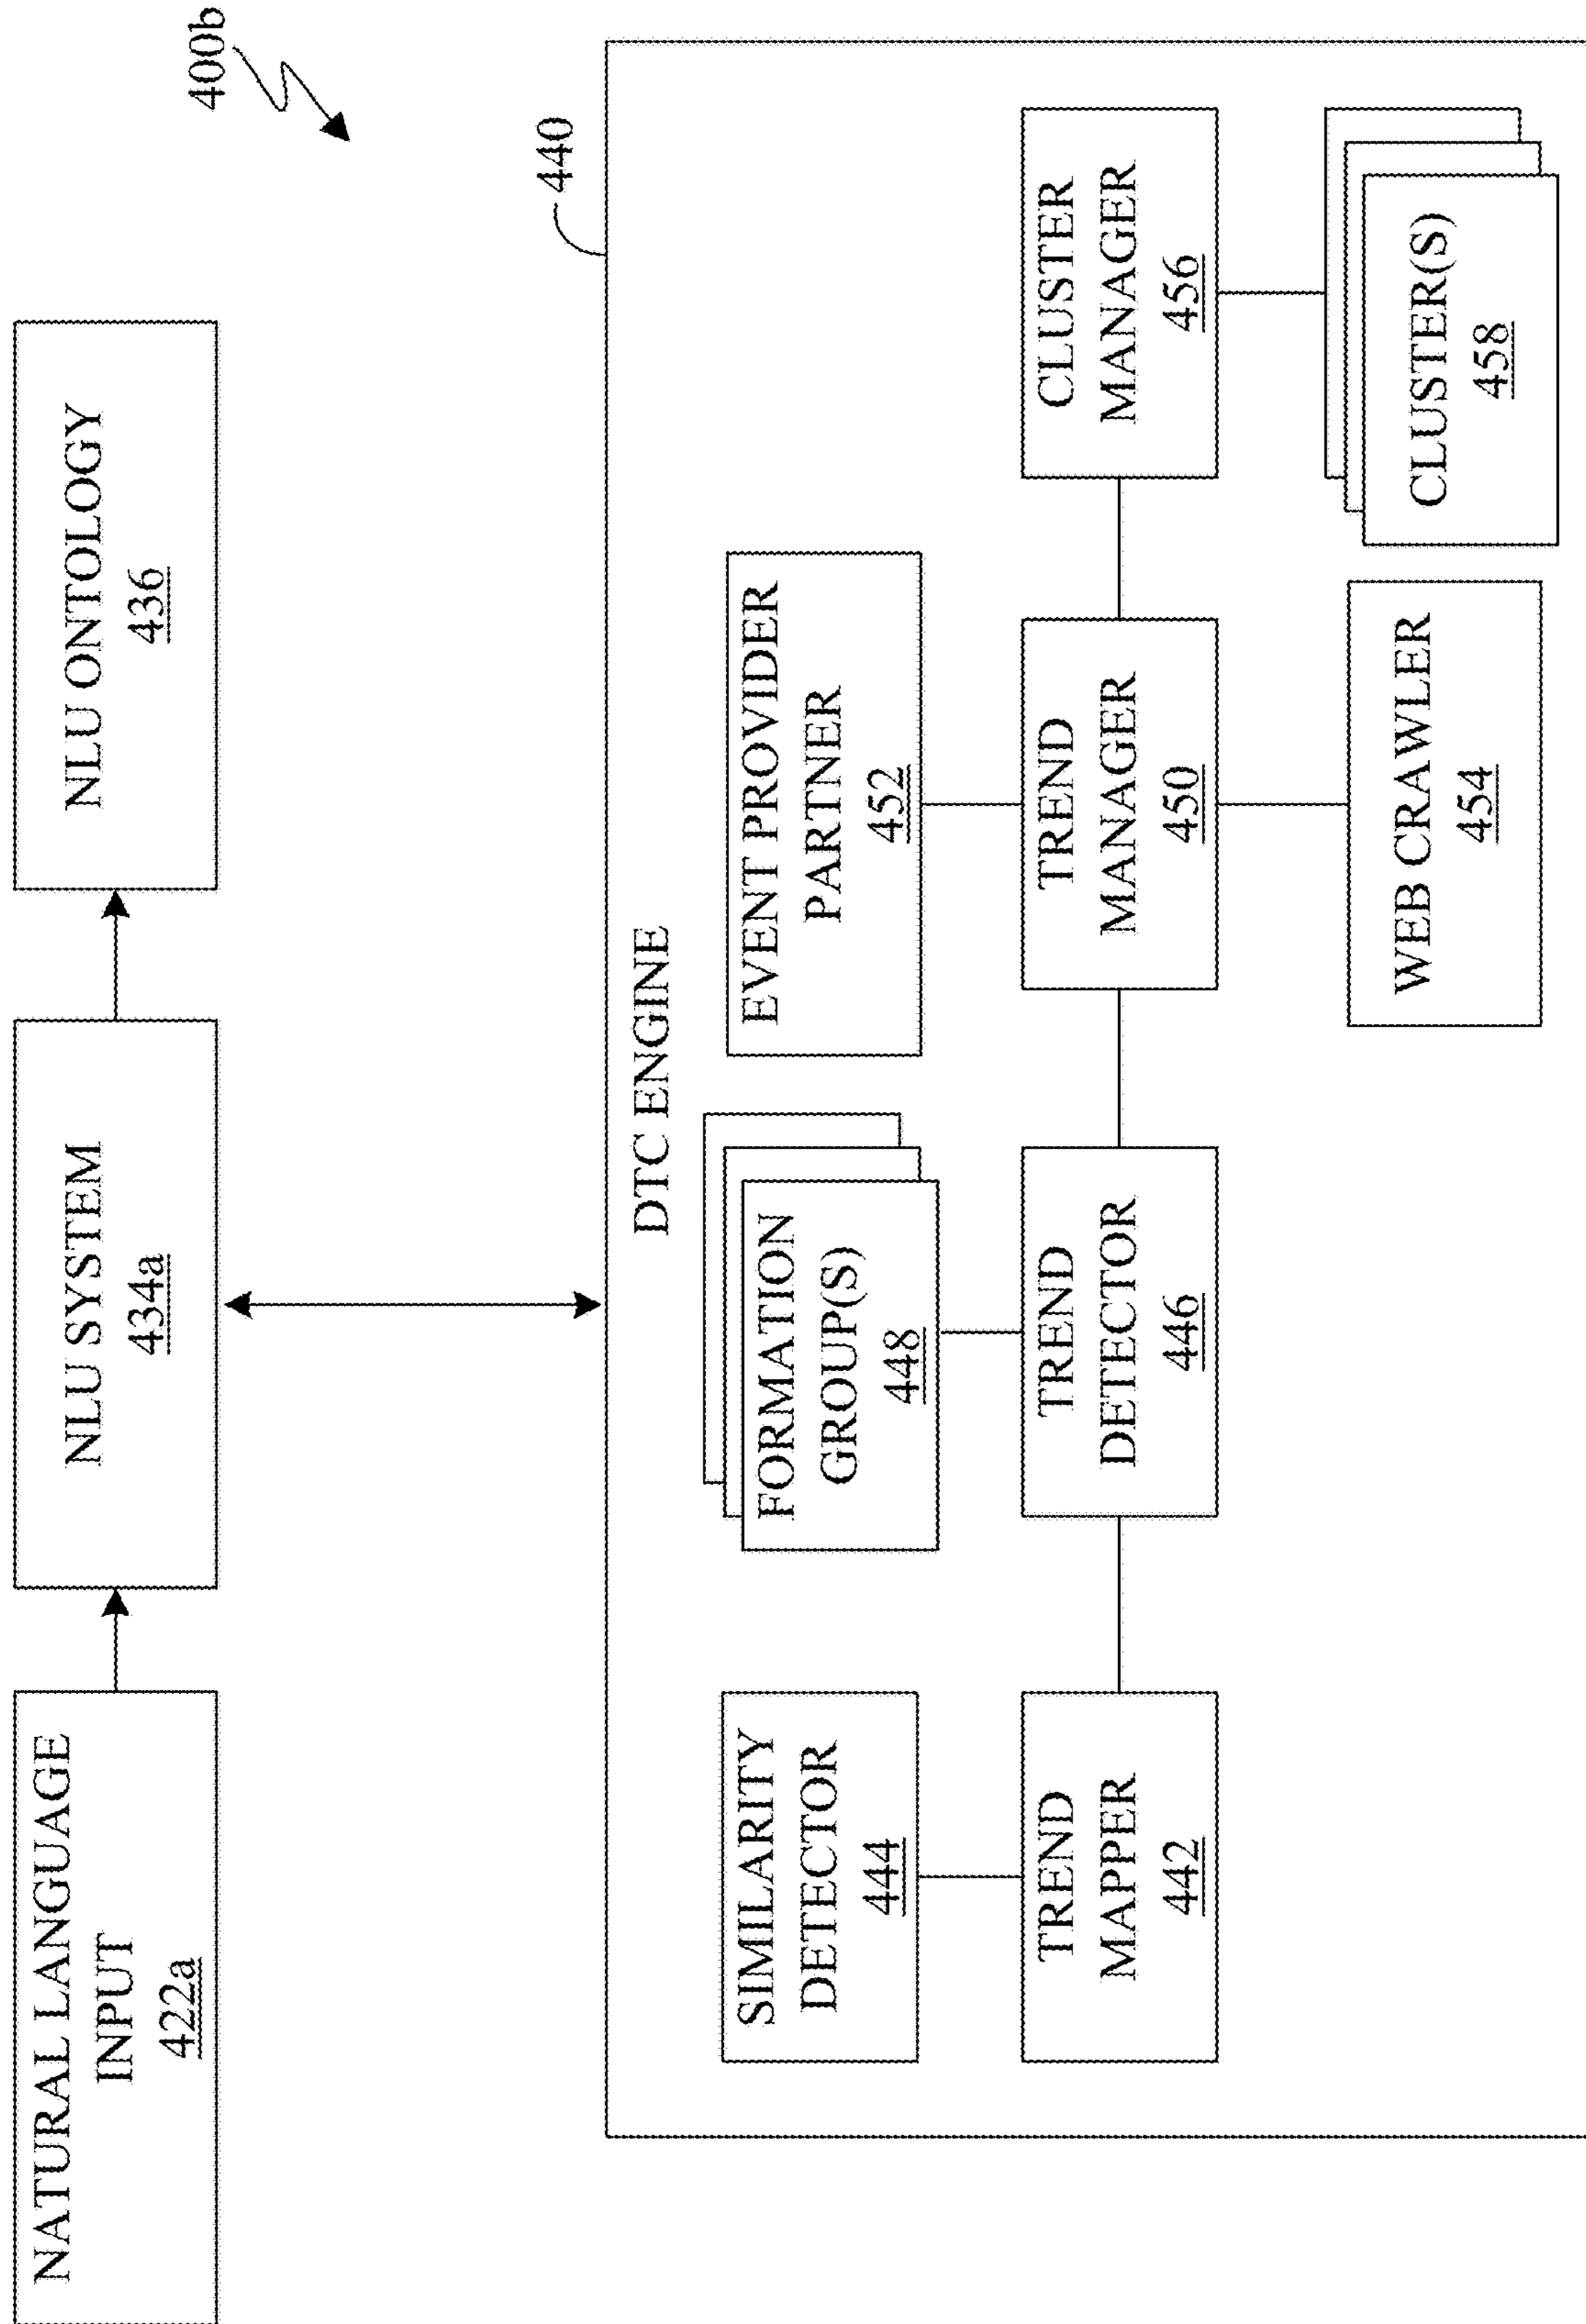 400b
NATURAL LANGUAGE
INPUT
422a
NLU SYSTEM
434a
NLU ONTOLOGY
436
440
DTC ENGINE
SIMILARITY
DETECTOR
444
FORMATION
GROUP(S)
448
EVENT PROVIDER
PARTNER
452
TREND
MAPPER
442
TREND
DETECTOR
446
TREND
MANAGER
450
CLUSTER
MANAGER
456
WEB CRAWLER
454
CLUSTER(S)
458